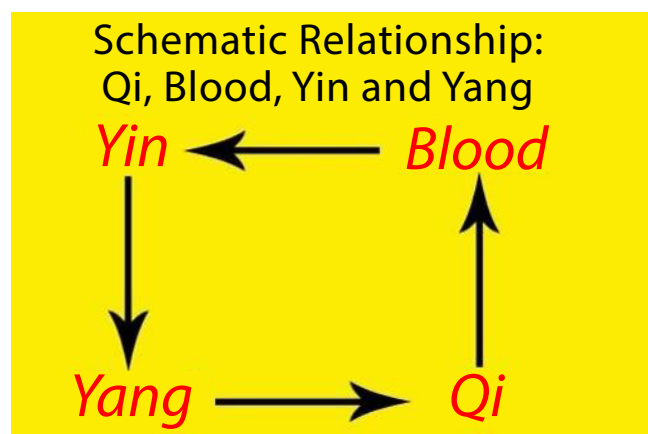 Schematic Relationship:
Qi, Blood, Yin and Yang
Yin Blood
Yang Qi